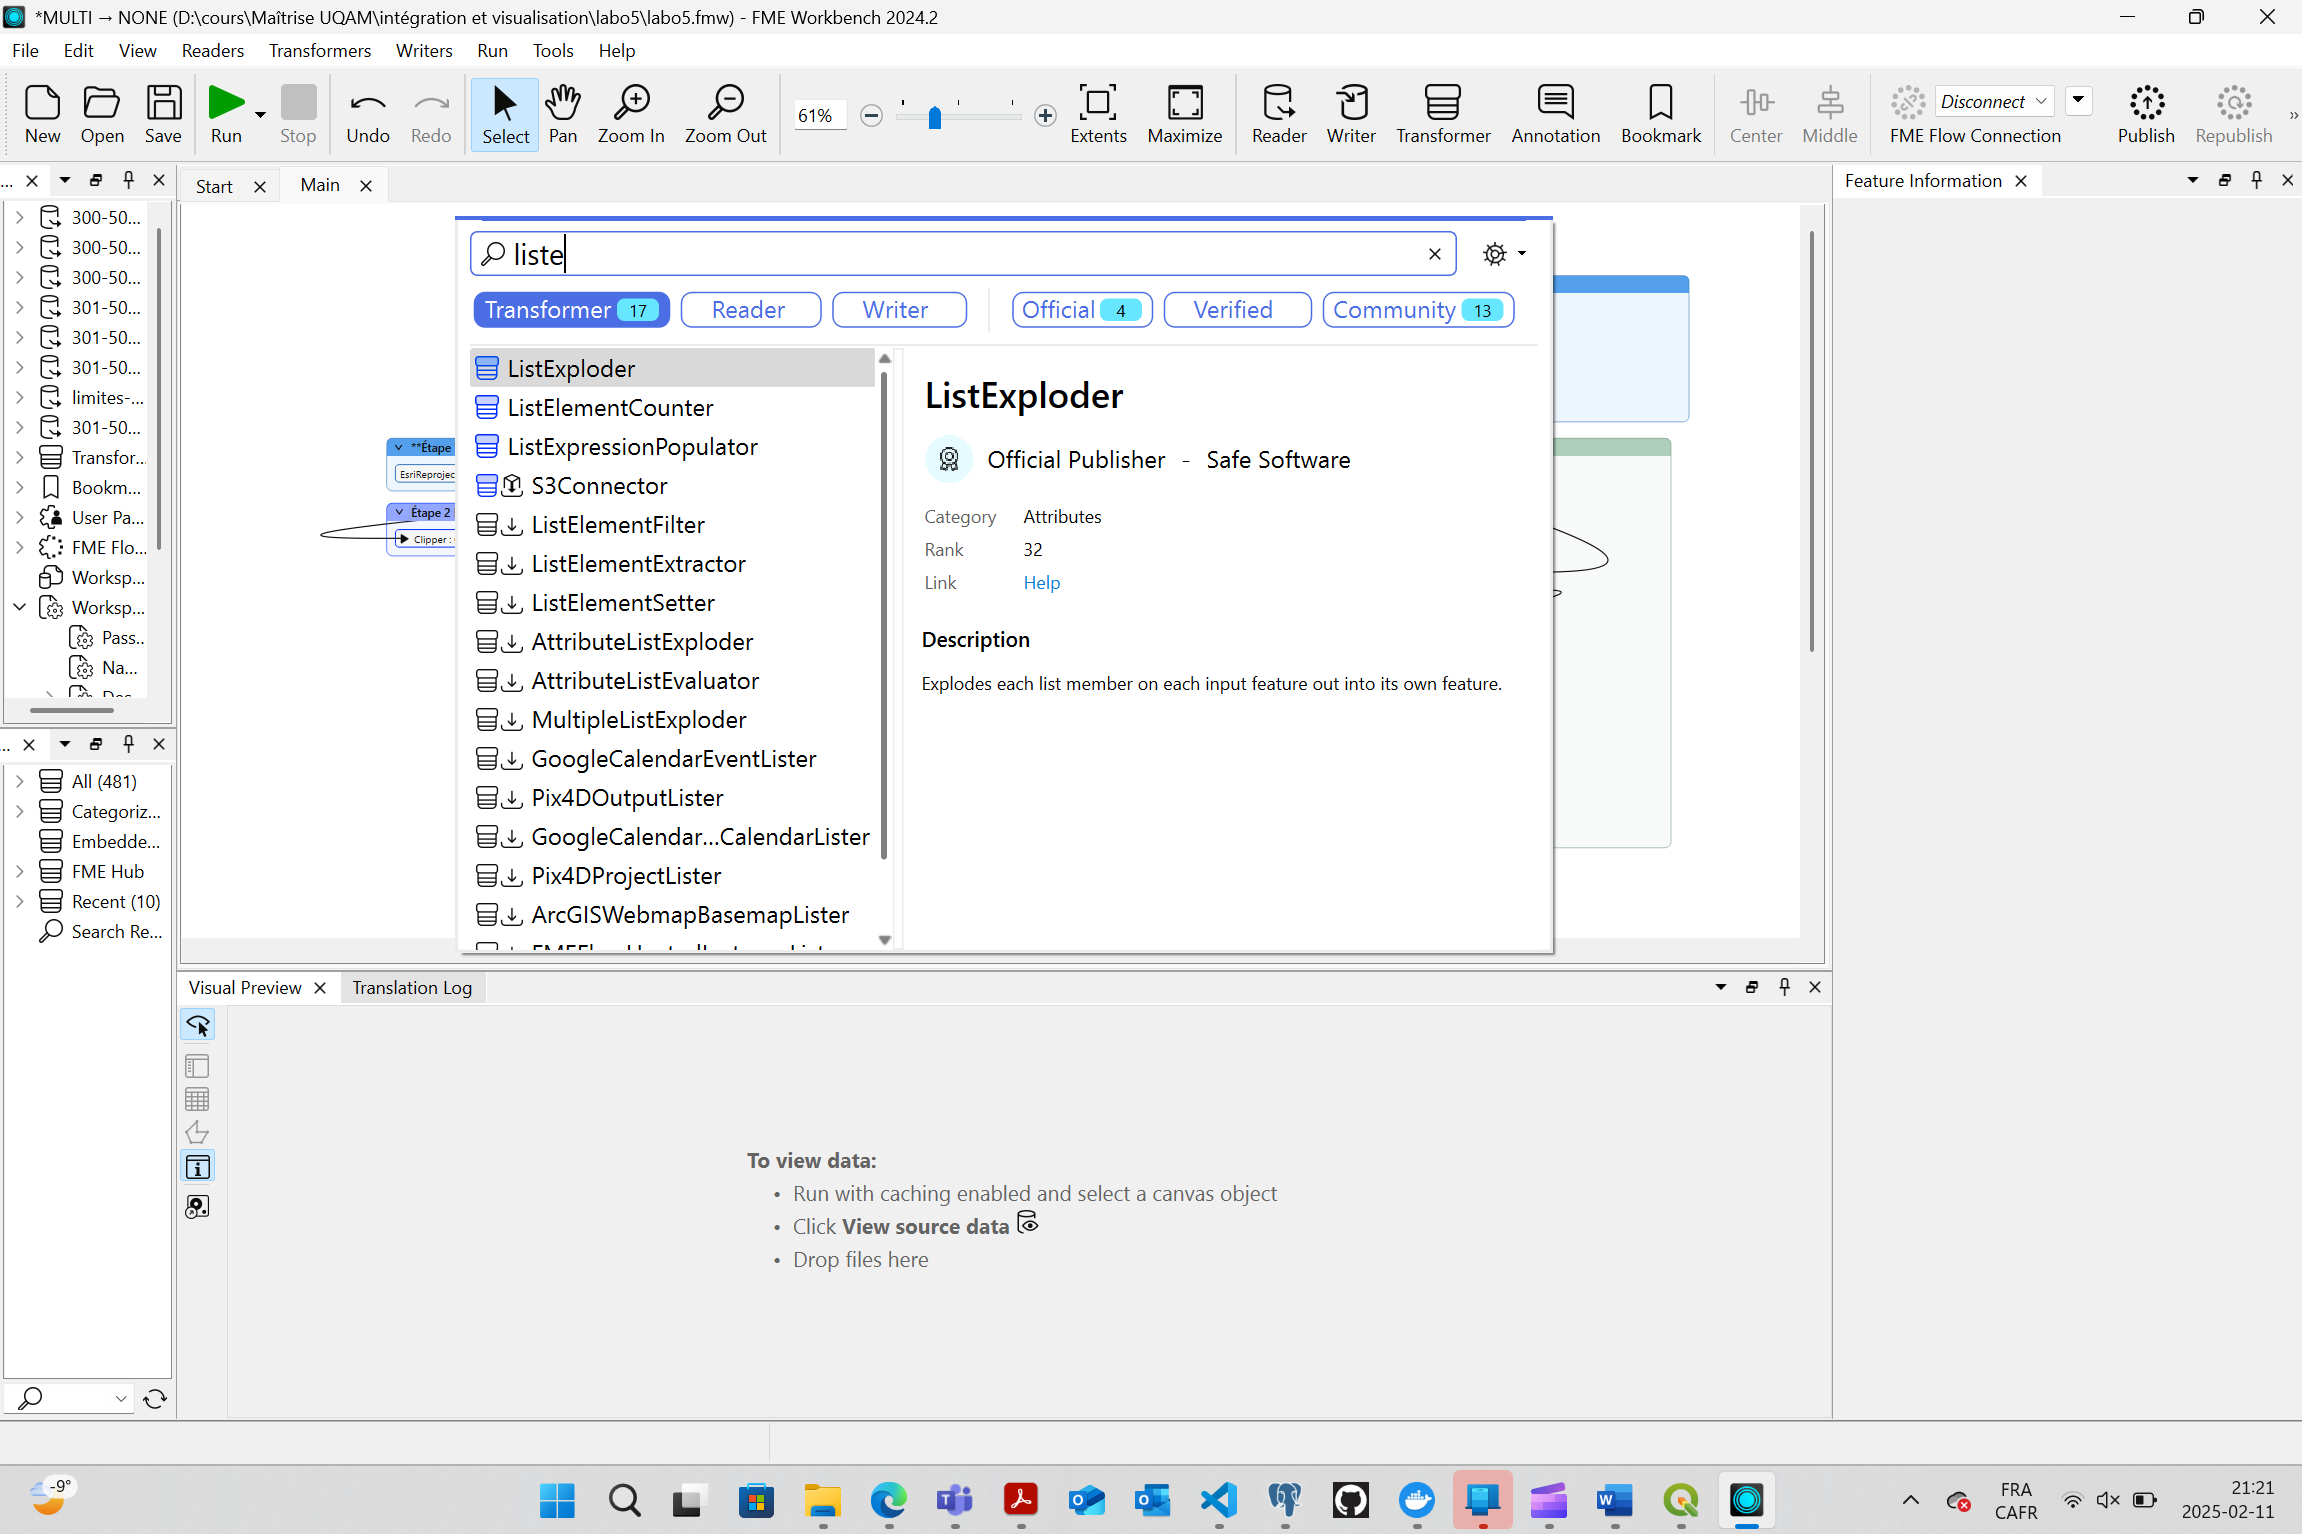 *MULTI → NONE (D:\cours\Maîtrise UQAM\intégration et visualisation\labo5\labo5.fmw) - FME Workbench 2024.2
File Edit View Readers Transformers Writers Run Tools Help
New Open Save Run Stop Undo Redo Select Pan Zoom In Zoom Out 61% Extents Maximize Reader Writer Transformer Annotation Bookmark Center Middle Disconnect FME Flow Connection Publish Republish »
...
300-50...
300-50...
300-50...
301-50...
301-50...
301-50...
limites-...
301-50...
Transfor...
Bookm...
User Pa...
FME Flo...
Worksp...
Worksp...
Pass...
Na...
...
All (481)
Categoriz...
Embedde...
FME Hub
Recent (10)
Search Re...
Start Main
**Étape
EsriReprojec
Étape 2
Clipper :
liste
Transformer 17 Reader Writer Official 4 Verified Community 13
ListExploder
ListElementCounter
ListExpressionPopulator
S3Connector
ListElementFilter
ListElementExtractor
ListElementSetter
AttributeListExploder
AttributeListEvaluator
MultipleListExploder
GoogleCalendarEventLister
Pix4DOutputLister
GoogleCalendar...CalendarLister
Pix4DProjectLister
ArcGISWebmapBasemapLister
ListExploder
Official Publisher - Safe Software
Category Attributes
Rank 32
Link Help
Description
Explodes each list member on each input feature out into its own feature.
Feature Information
Visual Preview Translation Log
To view data:
• Run with caching enabled and select a canvas object
• Click View source data
• Drop files here
-9°
FRA
CAFR
21:21
2025-02-11